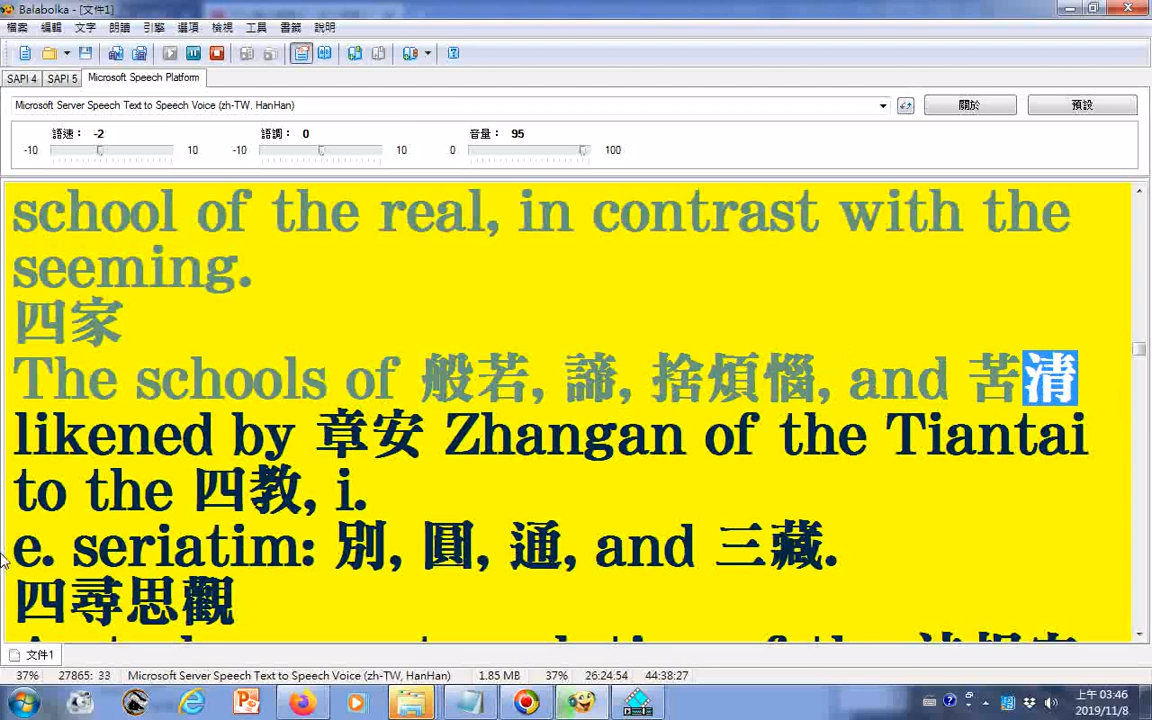 Balabolka - [文件1]
檔案 編輯 文字 朗讀 引擎 選項 檢視 工具 書籤 說明
SAPI 4 SAPI 5 Microsoft Speech Platform
Microsoft Server Speech Text to Speech Voice (zh-TW, HanHan)
關於
預設
語速： -2 語調： 0 音量： 95
-10 10 -10 10 0 100
school of the real, in contrast with the
seeming.
四家
The schools of 般若, 諦, 捨煩惱, and 苦清
likened by 章安 Zhangan of the Tiantai
to the 四教, i.
e. seriatim: 別, 圓, 通, and 三藏.
四尋思觀
文件1
37% 27865: 33 Microsoft Server Speech Text to Speech Voice (zh-TW, HanHan) 1.85 MB 37% 26:24:54 44:38:27
上午 03:46
2019/11/8